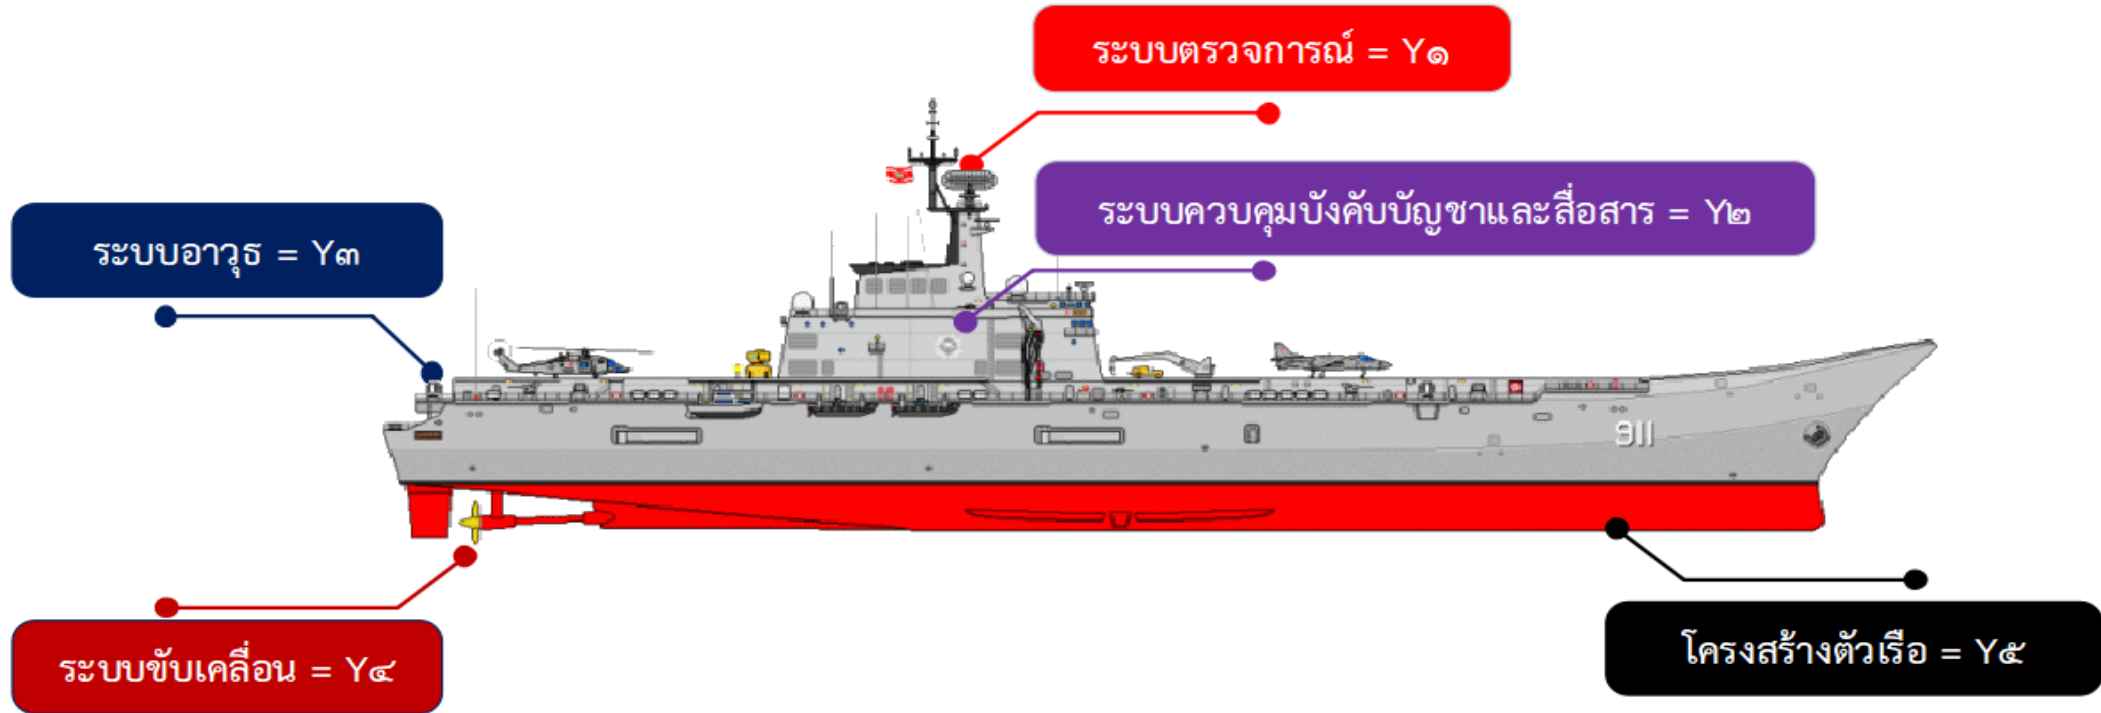 ระบบตรวจการณ์ = Y๑
ระบบควบคุมบังคับบัญชาและสื่อสาร = Y๒
ระบบอาวุธ = Y๓
911
โครงสร้างตัวเรือ = Y๕
ระบบขับเคลื่อน = Y๔